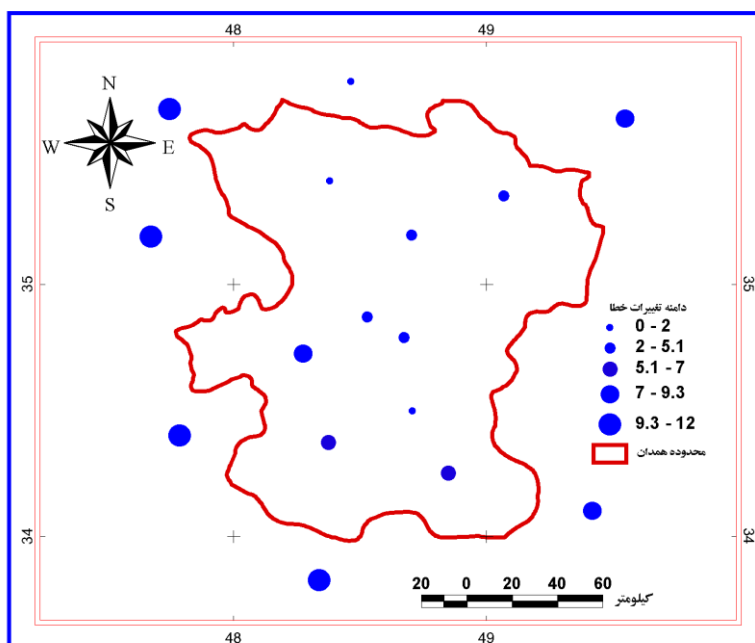 48 49
N
W E
S
35 35
دامنه تغییرات خطا
0 - 2
2 - 5.1
5.1 - 7
7 - 9.3
9.3 - 12
محدوده همدان
34 34
20 0 20 40 60
کیلومتر
48 49